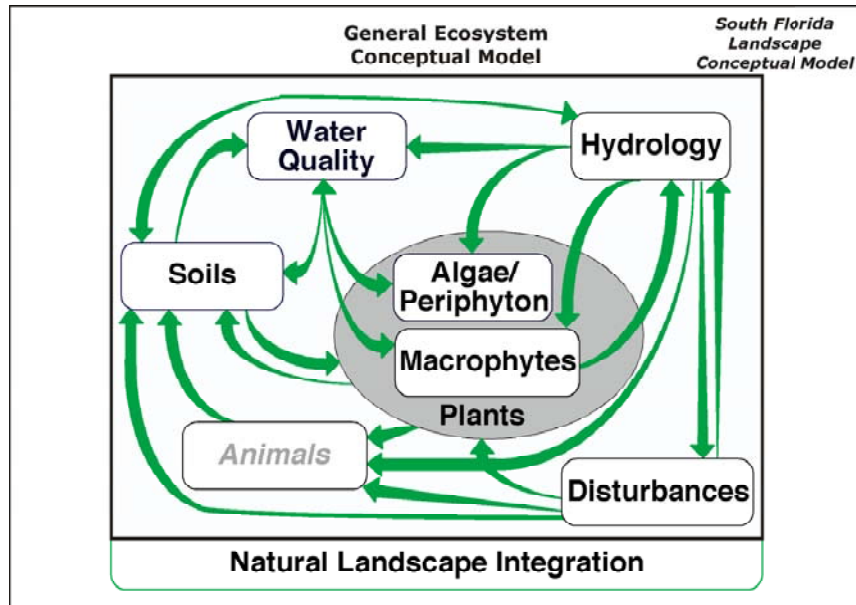 General Ecosystem
Conceptual Model
South Florida
Landscape
Conceptual Model
Water
Quality
Hydrology
Soils
Algae/
Periphyton
Macrophytes
Plants
Animals
Disturbances
Natural Landscape Integration